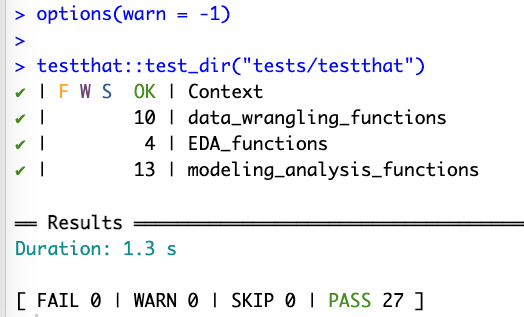 > options(warn = -1)
>
> testthat::test_dir("tests/testthat")
✔ | F W S  OK | Context
✔ |        10 | data_wrangling_functions
✔ |         4 | EDA_functions
✔ |        13 | modeling_analysis_functions
══ Results ═════════════════════════════════════
Duration: 1.3 s
[ FAIL 0 | WARN 0 | SKIP 0 | PASS 27 ]